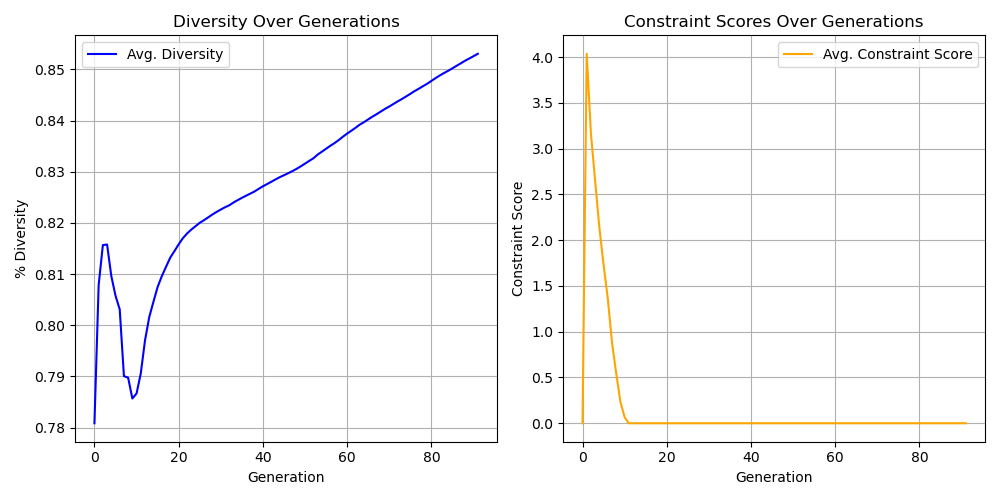 Diversity Over Generations
Avg. Diversity
% Diversity
0.85
0.84
0.83
0.82
0.81
0.80
0.79
0.78
0 20 40 60 80
Generation
Constraint Scores Over Generations
Avg. Constraint Score
Constraint Score
4.0
3.5
3.0
2.5
2.0
1.5
1.0
0.5
0.0
0 20 40 60 80
Generation